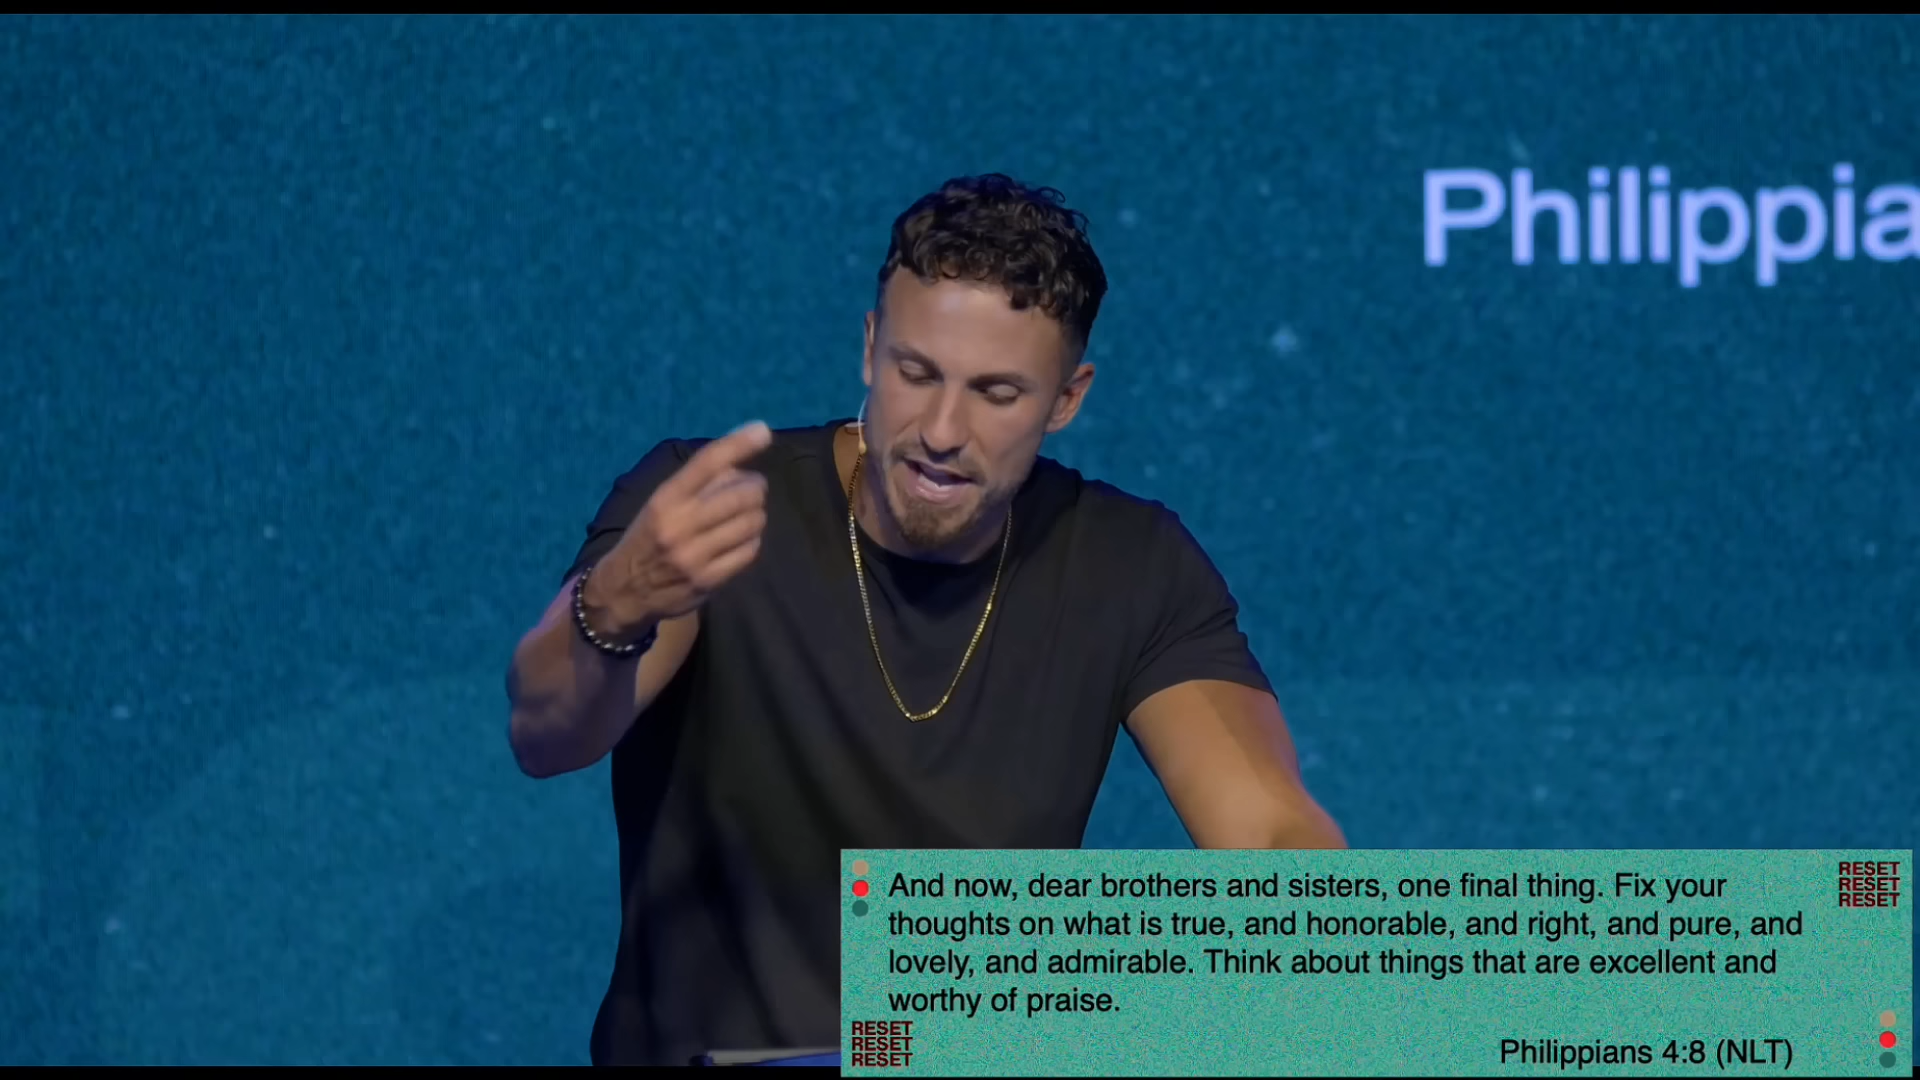 Philippia
And now, dear brothers and sisters, one final thing. Fix your
thoughts on what is true, and honorable, and right, and pure, and
lovely, and admirable. Think about things that are excellent and
worthy of praise.
Philippians 4:8 (NLT)
RESET
RESET
RESET
RESET
RESET
RESET